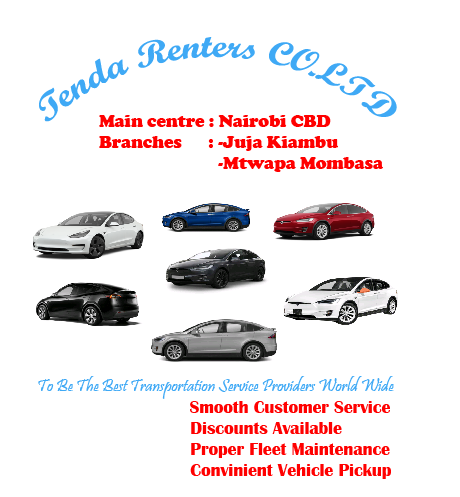 Tenda Renters CO.LTD
Main centre : Nairobi CBD
Branches : -Juja Kiambu
-Mtwapa Mombasa
To Be The Best Transportation Service Providers World Wide
Smooth Customer Service
Discounts Available
Proper Fleet Maintenance
Convinient Vehicle Pickup